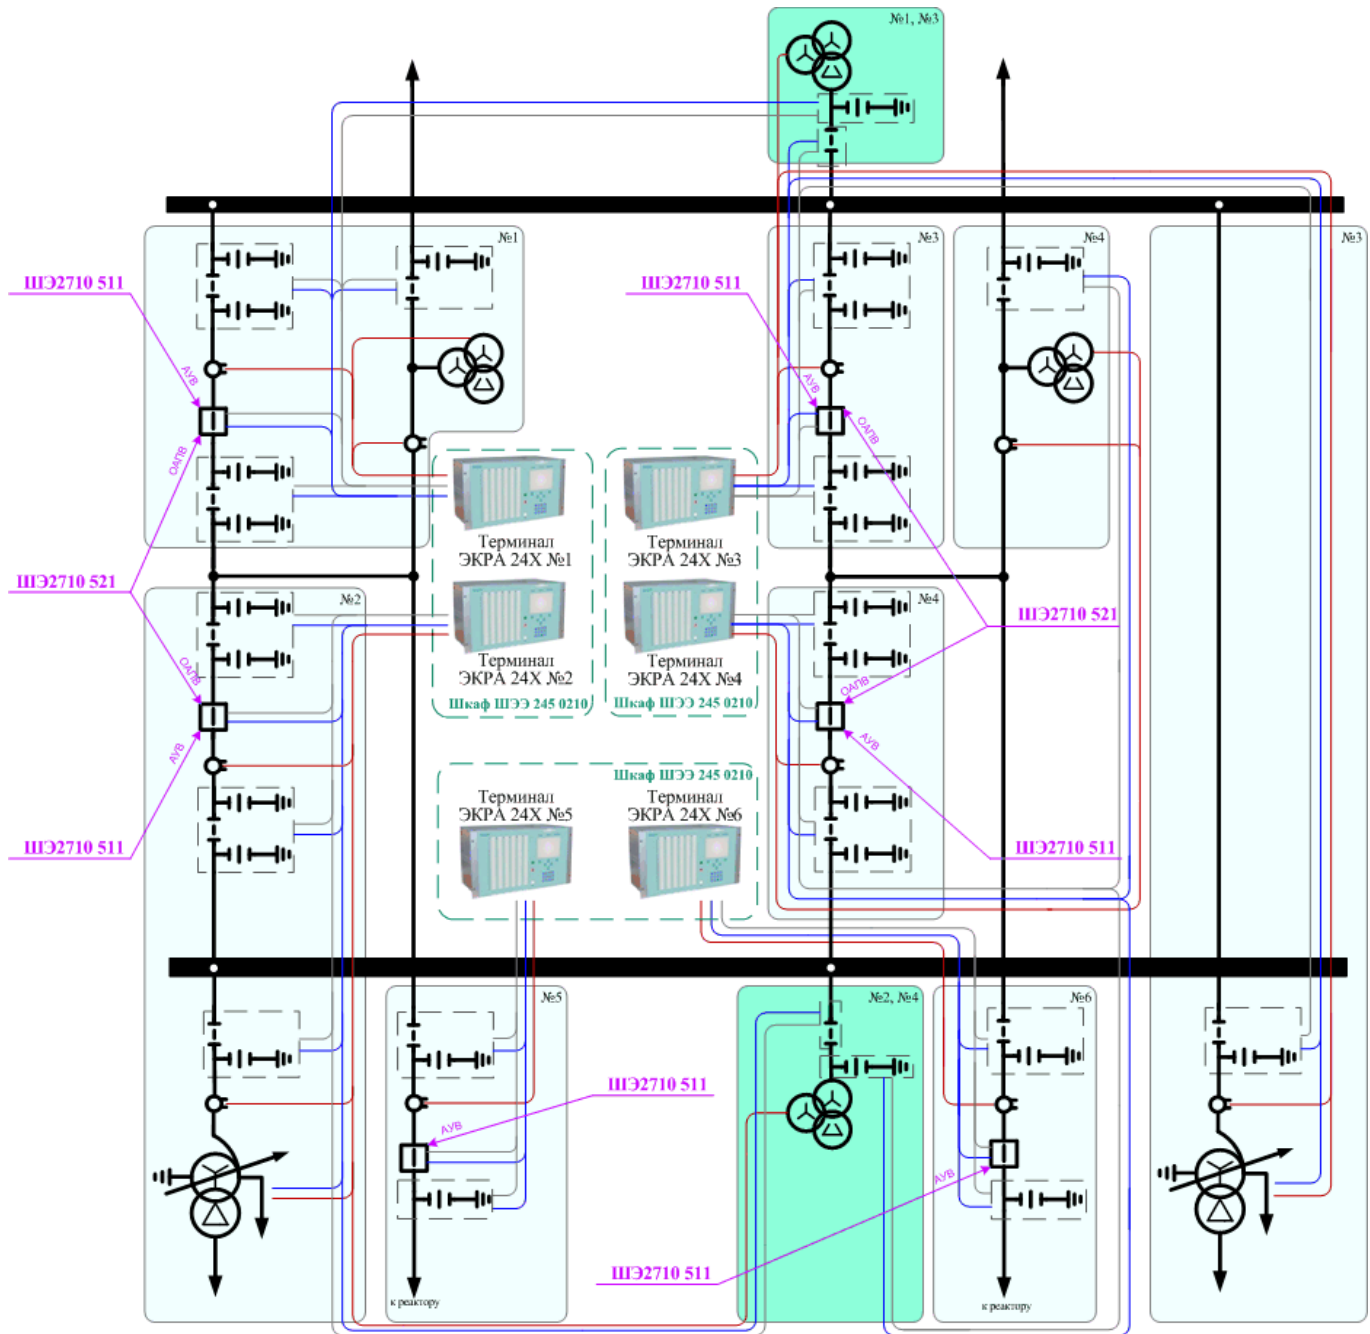 №1, №3
№1
№3
№4
№3
ШЭ2710 511
ШЭ2710 511
АУВ
АУВ
ОАПВ
ОАПВ
Терминал
ЭКРА 24Х №1
Терминал
ЭКРА 24Х №3
ШЭ2710 521
№2
№4
ШЭ2710 521
Терминал
ЭКРА 24Х №2
Терминал
ЭКРА 24Х №4
ОАПВ
ОАПВ
Шкаф ШЭЭ 245 0210
Шкаф ШЭЭ 245 0210
АУВ
АУВ
Шкаф ШЭЭ 245 0210
Терминал
ЭКРА 24Х №5
Терминал
ЭКРА 24Х №6
ШЭ2710 511
ШЭ2710 511
№5
№2, №4
№6
ШЭ2710 511
АУВ
АУВ
ШЭ2710 511
к реактору
к реактору